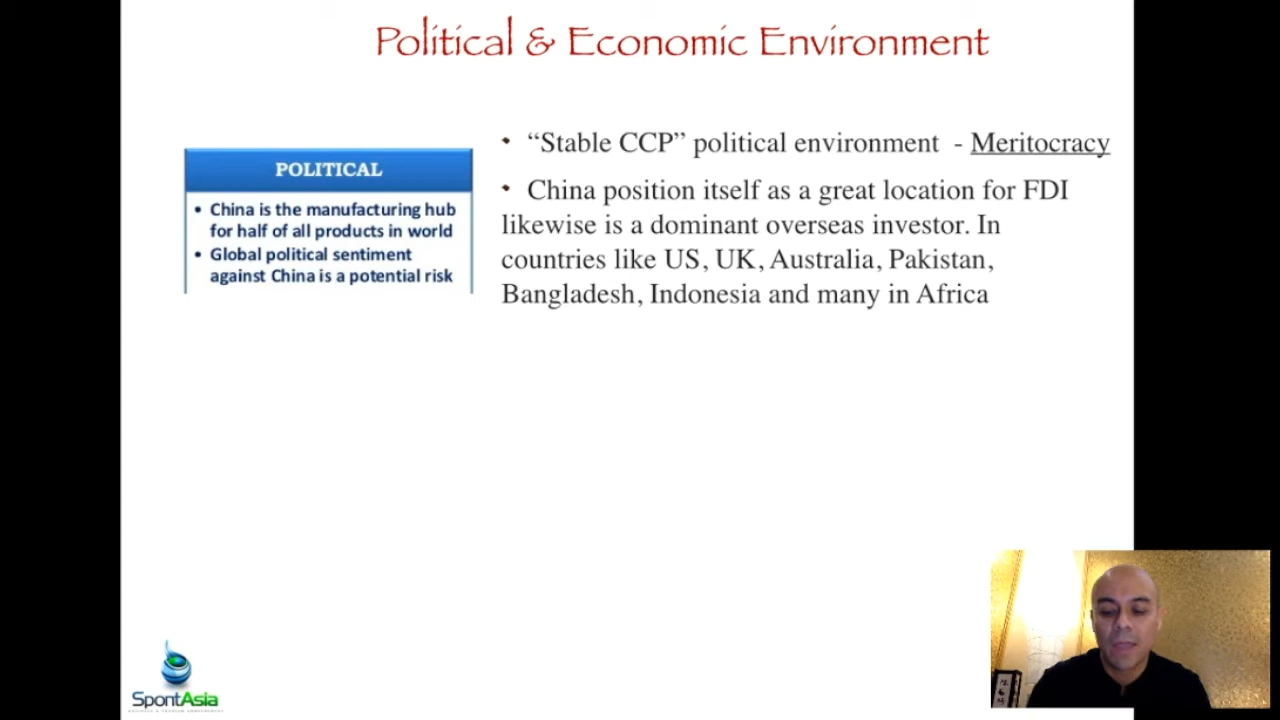 Political & Economic Environment
POLITICAL
• China is the manufacturing hub
for half of all products in world
• Global political sentiment
against China is a potential risk
• “Stable CCP” political environment - Meritocracy
• China position itself as a great location for FDI
likewise is a dominant overseas investor. In
countries like US, UK, Australia, Pakistan,
Bangladesh, Indonesia and many in Africa
SpontAsia